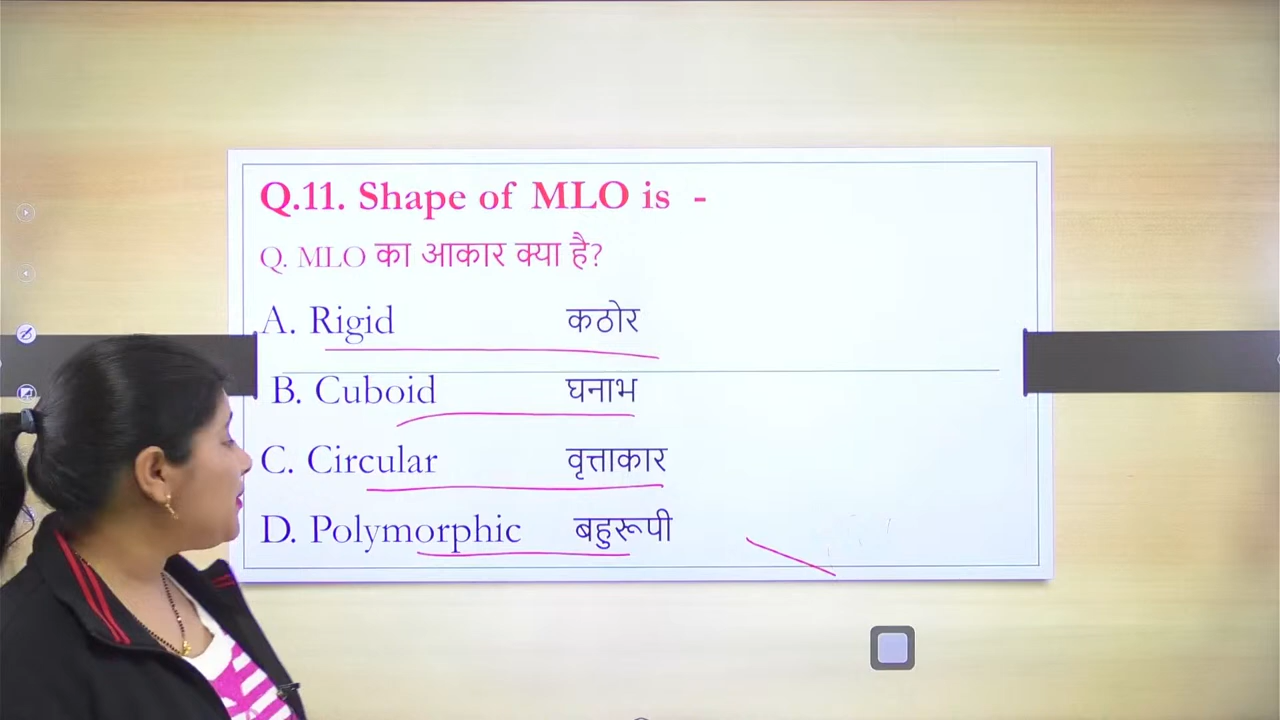 Q.11. Shape of MLO is -
Q. MLO का आकार क्या है?
A. Rigid कठोर
B. Cuboid घनाभ
C. Circular वृत्ताकार
D. Polymorphic बहुरूपी